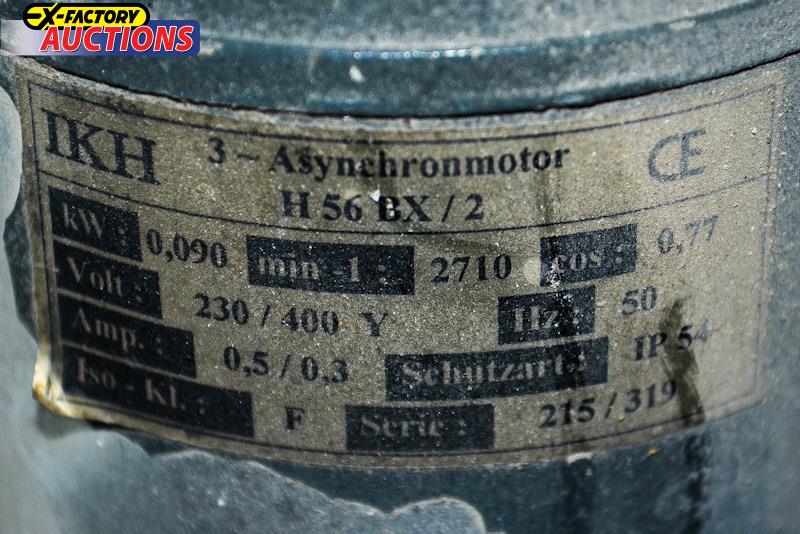 X-FACTORY
AUCTIONS
IKH 3 ~ Asynchronmotor CE
H 56 BX / 2
kW : 0,090 min -1 : 2710 cos : 0,77
Volt : 230 / 400 Y Hz : 50
Amp. : 0,5 / 0,3 Schutzart : IP 54
Iso - Kl. : F Serie : 215 / 319